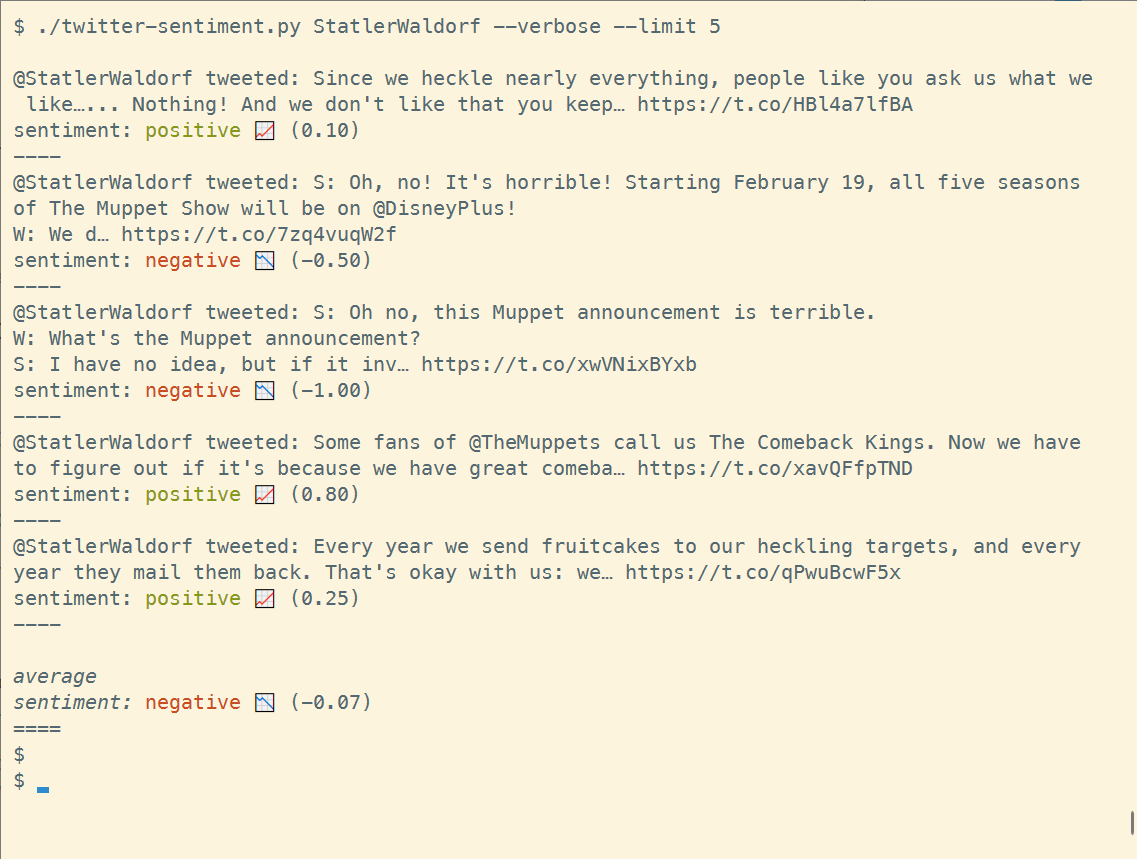 $ ./twitter-sentiment.py StatlerWaldorf --verbose --limit 5
@StatlerWaldorf tweeted: Since we heckle nearly everything, people like you ask us what we
like…... Nothing! And we don't like that you keep… https://t.co/HBl4a7lfBA
sentiment: positive 📈 (0.10)
----
@StatlerWaldorf tweeted: S: Oh, no! It's horrible! Starting February 19, all five seasons
of The Muppet Show will be on @DisneyPlus!
W: We d… https://t.co/7zq4vuqW2f
sentiment: negative 📉 (-0.50)
----
@StatlerWaldorf tweeted: S: Oh no, this Muppet announcement is terrible.
W: What's the Muppet announcement?
S: I have no idea, but if it inv… https://t.co/xwVNixBYxb
sentiment: negative 📉 (-1.00)
----
@StatlerWaldorf tweeted: Some fans of @TheMuppets call us The Comeback Kings. Now we have
to figure out if it's because we have great comeba… https://t.co/xavQFfpTND
sentiment: positive 📈 (0.80)
----
@StatlerWaldorf tweeted: Every year we send fruitcakes to our heckling targets, and every
year they mail them back. That's okay with us: we… https://t.co/qPwuBcwF5x
sentiment: positive 📈 (0.25)
----
average
sentiment: negative 📉 (-0.07)
====
$
$